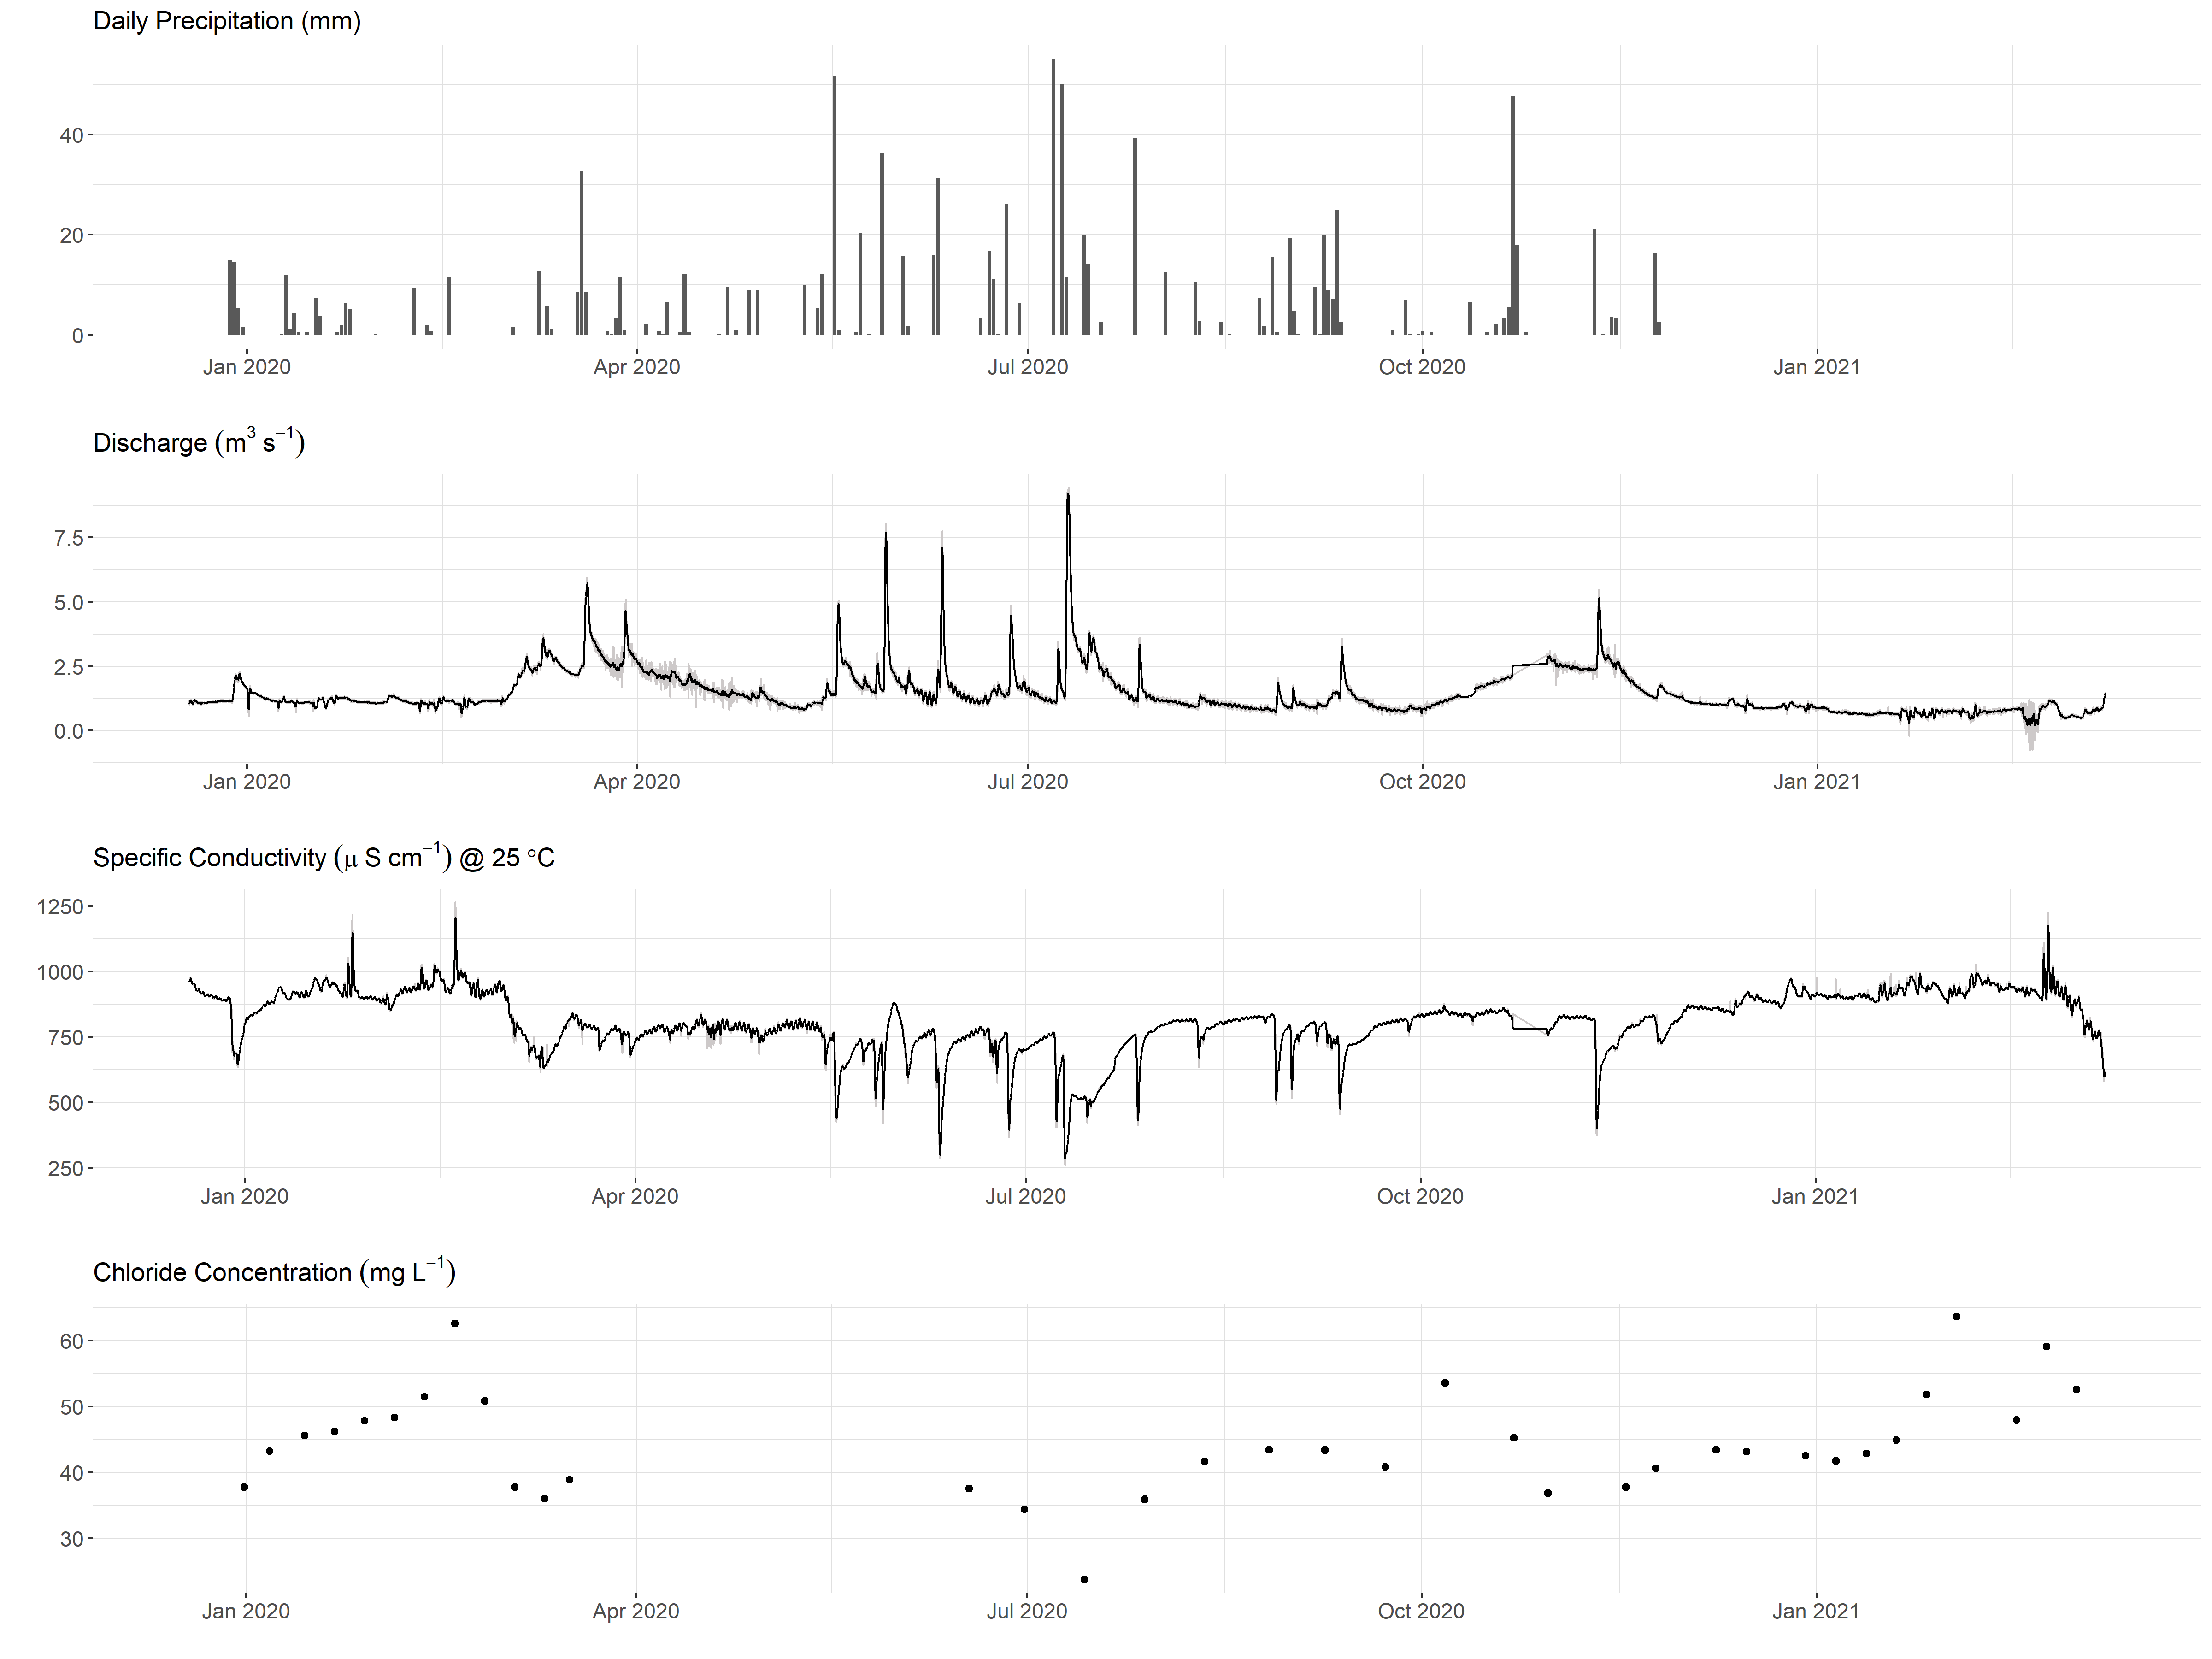 Daily Precipitation (mm)
40
20
0
Jan 2020 Apr 2020 Jul 2020 Oct 2020 Jan 2021
Discharge (m³ s⁻¹)
7.5
5.0
2.5
0.0
Jan 2020 Apr 2020 Jul 2020 Oct 2020 Jan 2021
Specific Conductivity (μ S cm⁻¹) @ 25 °C
1250
1000
750
500
250
Jan 2020 Apr 2020 Jul 2020 Oct 2020 Jan 2021
Chloride Concentration (mg L⁻¹)
60
50
40
30
Jan 2020 Apr 2020 Jul 2020 Oct 2020 Jan 2021